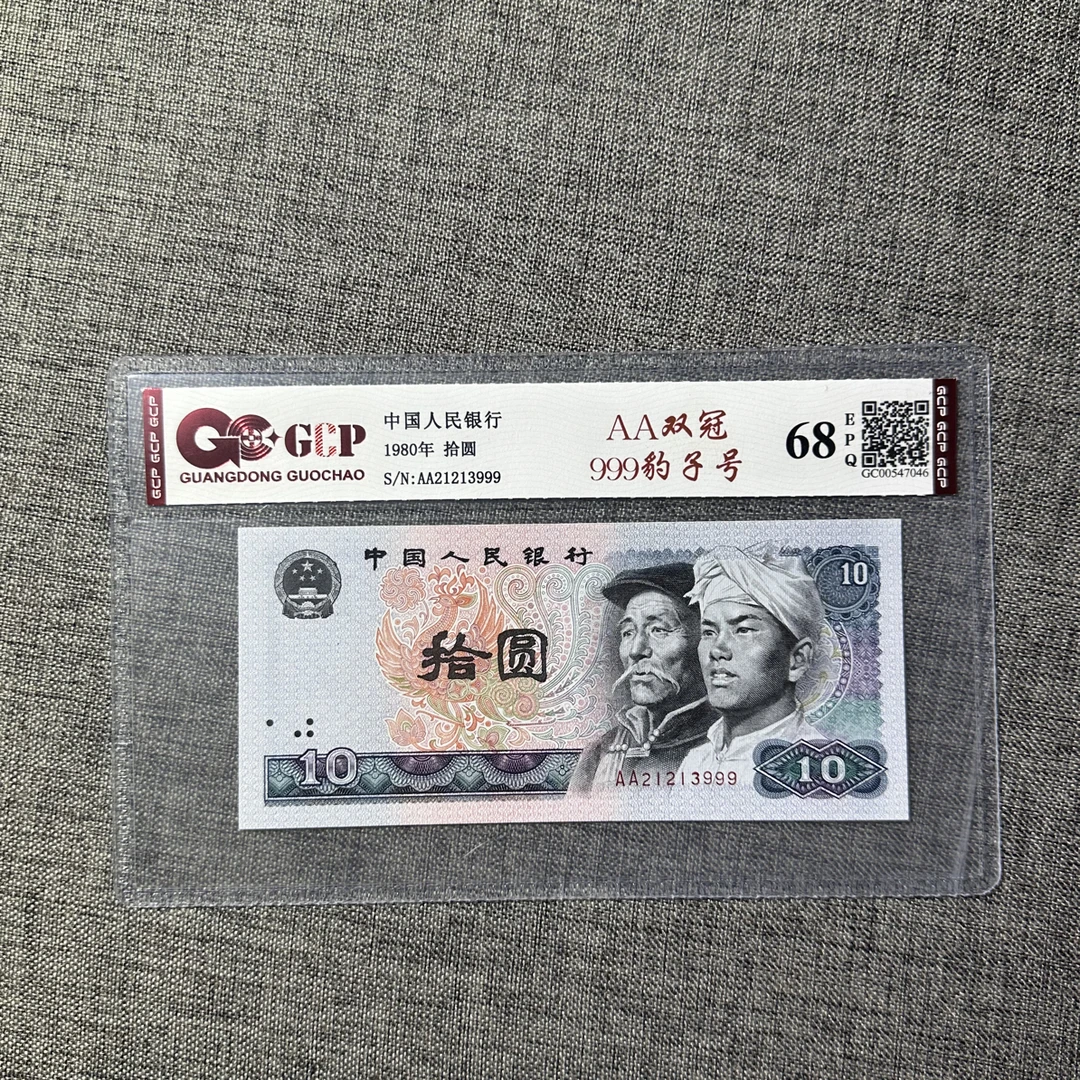 GCP GCP GCP
GCP
GUANGDONG GUOCHAO
中国人民银行
1980年 拾圆
S/N:AA21213999
AA双冠
999豹子号
68
EPQ
GC00547046
GCP GCP GCP
中国人民银行
10
拾圆
10
AA21213999
10